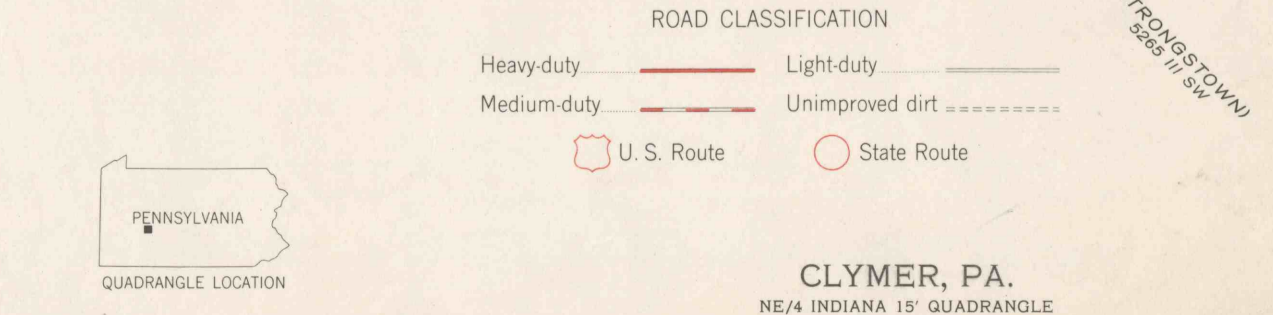 ROAD CLASSIFICATION
Heavy-duty
Light-duty
Medium-duty
Unimproved dirt
U. S. Route
State Route
TRONGSTOWN)
5265 III SW
PENNSYLVANIA
QUADRANGLE LOCATION
CLYMER, PA.
NE/4 INDIANA 15' QUADRANGLE